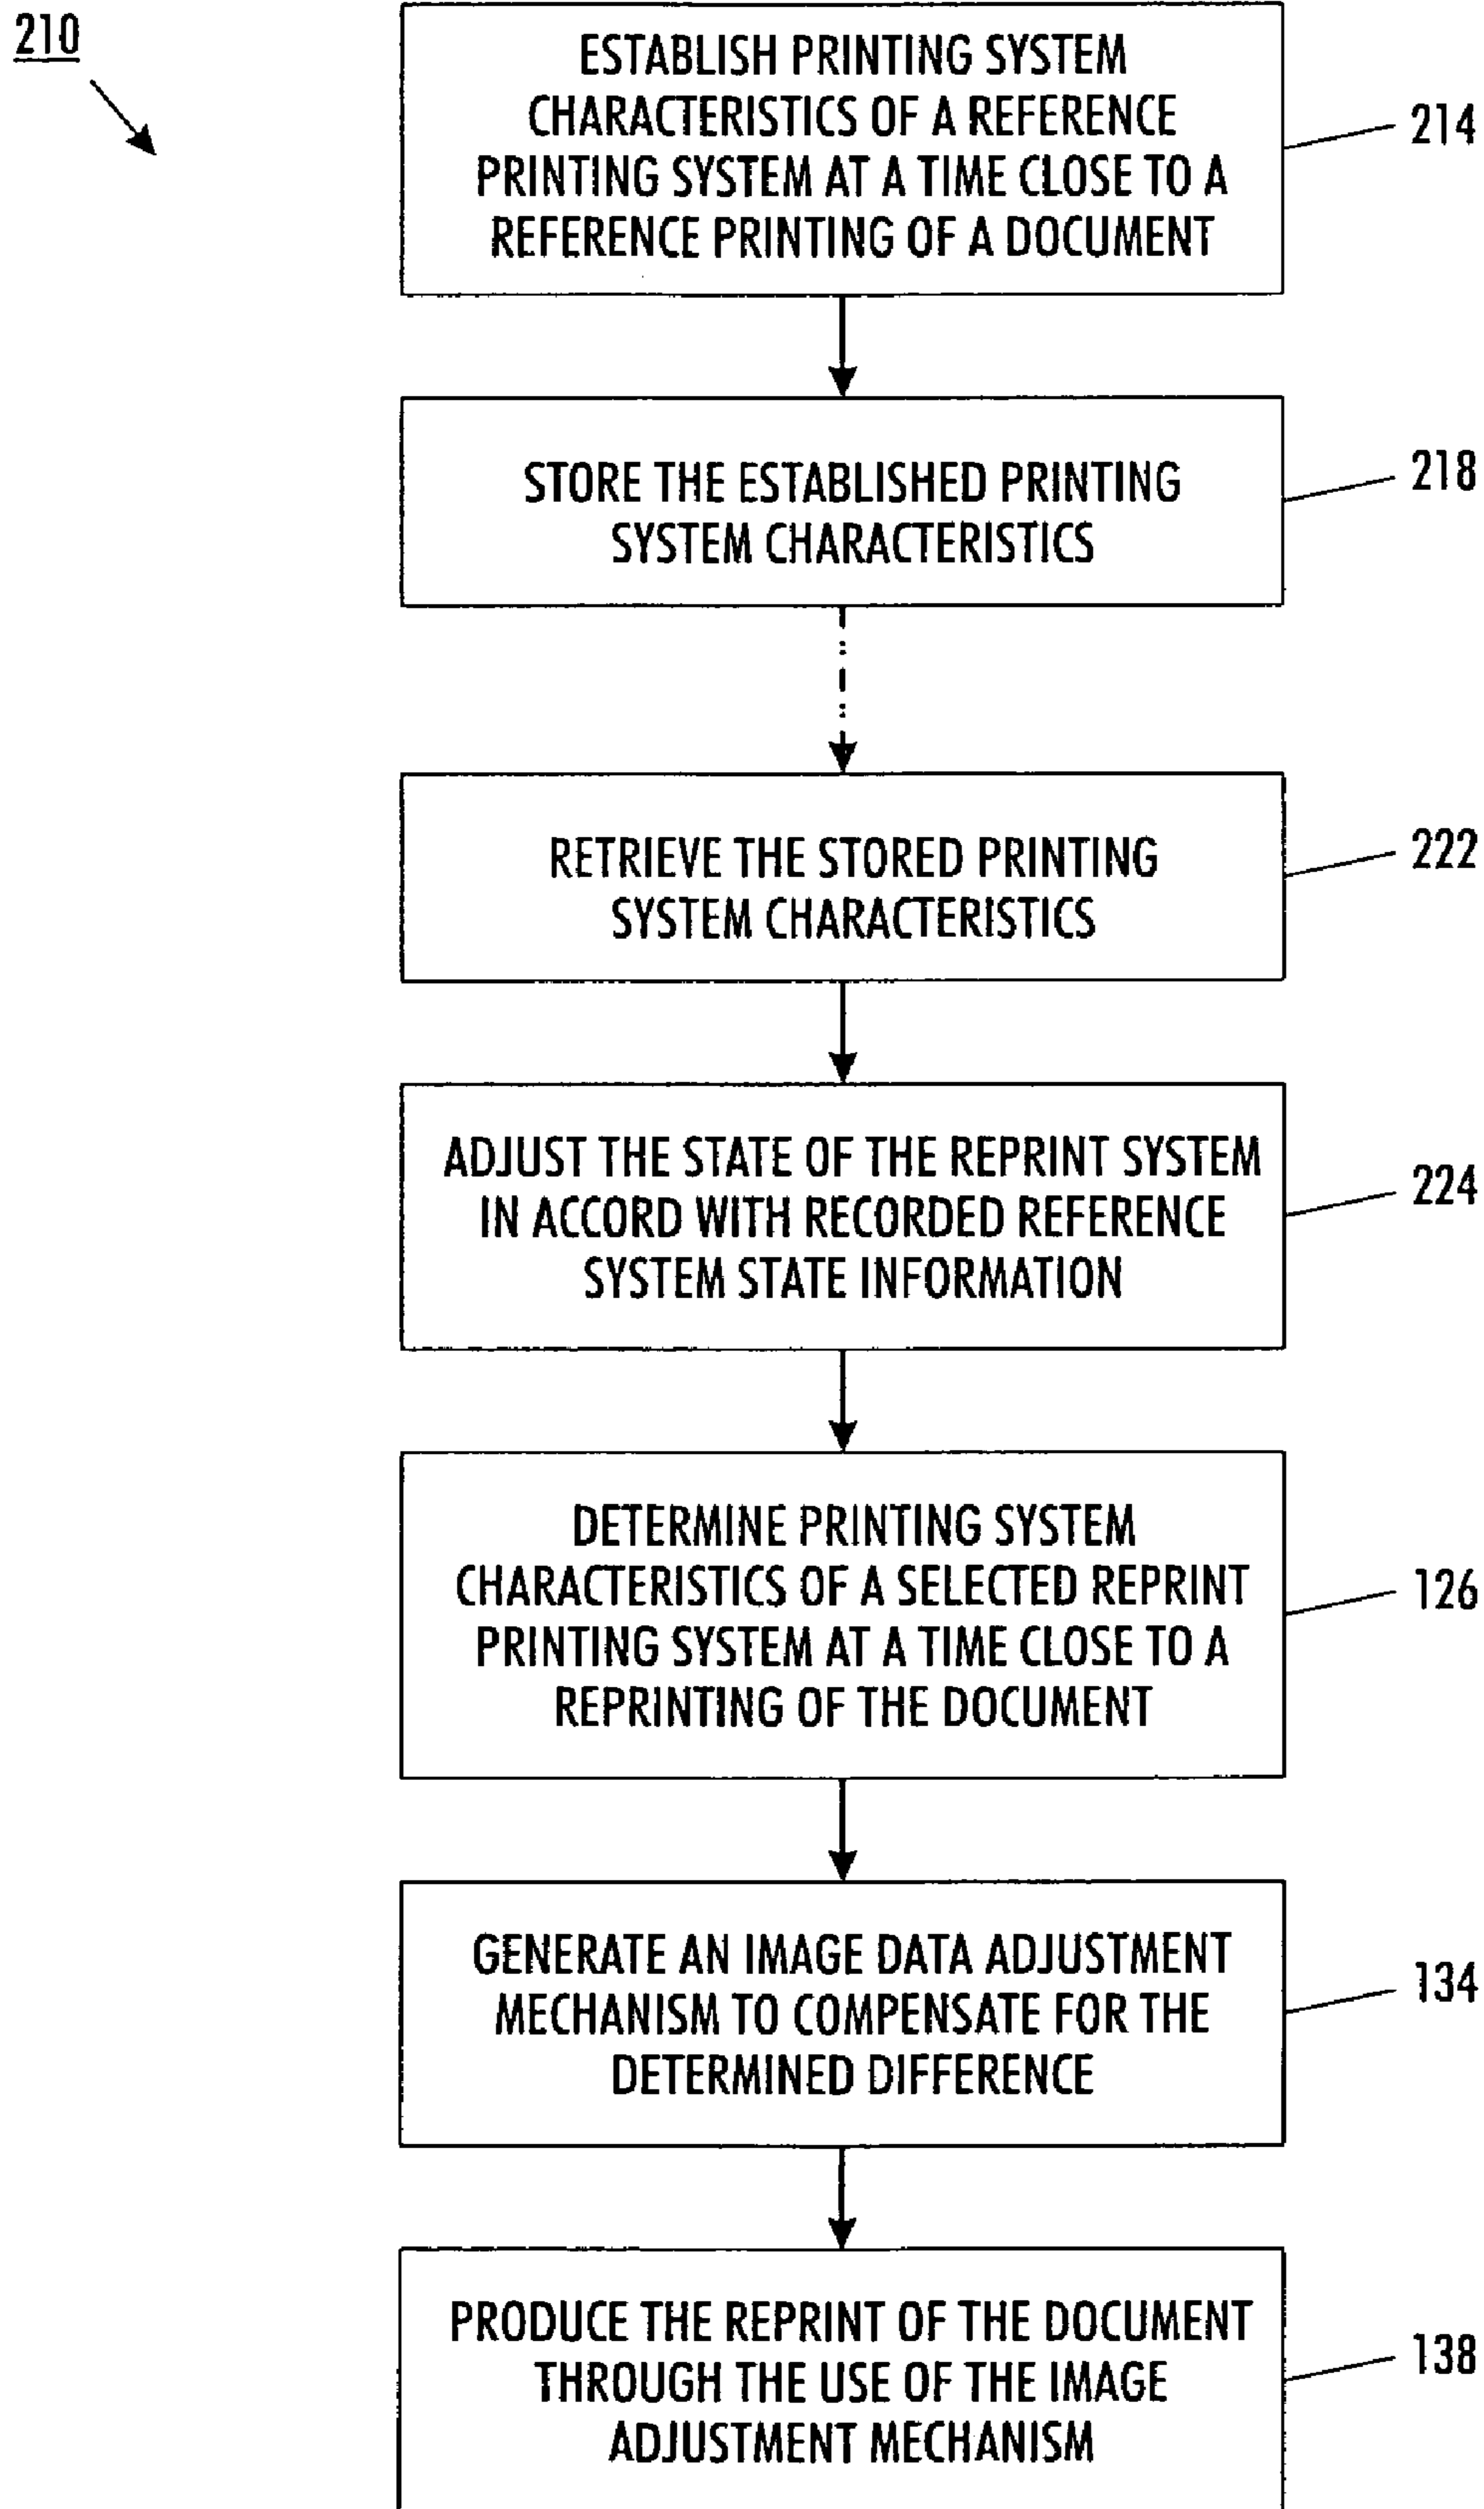 210
ESTABLISH PRINTING SYSTEM
CHARACTERISTICS OF A REFERENCE
PRINTING SYSTEM AT A TIME CLOSE TO A
REFERENCE PRINTING OF A DOCUMENT
214
STORE THE ESTABLISHED PRINTING
SYSTEM CHARACTERISTICS
218
RETRIEVE THE STORED PRINTING
SYSTEM CHARACTERISTICS
222
ADJUST THE STATE OF THE REPRINT SYSTEM
IN ACCORD WITH RECORDED REFERENCE
SYSTEM STATE INFORMATION
224
DETERMINE PRINTING SYSTEM
CHARACTERISTICS OF A SELECTED REPRINT
PRINTING SYSTEM AT A TIME CLOSE TO A
REPRINTING OF THE DOCUMENT
126
GENERATE AN IMAGE DATA ADJUSTMENT
MECHANISM TO COMPENSATE FOR THE
DETERMINED DIFFERENCE
134
PRODUCE THE REPRINT OF THE DOCUMENT
THROUGH THE USE OF THE IMAGE
ADJUSTMENT MECHANISM
138